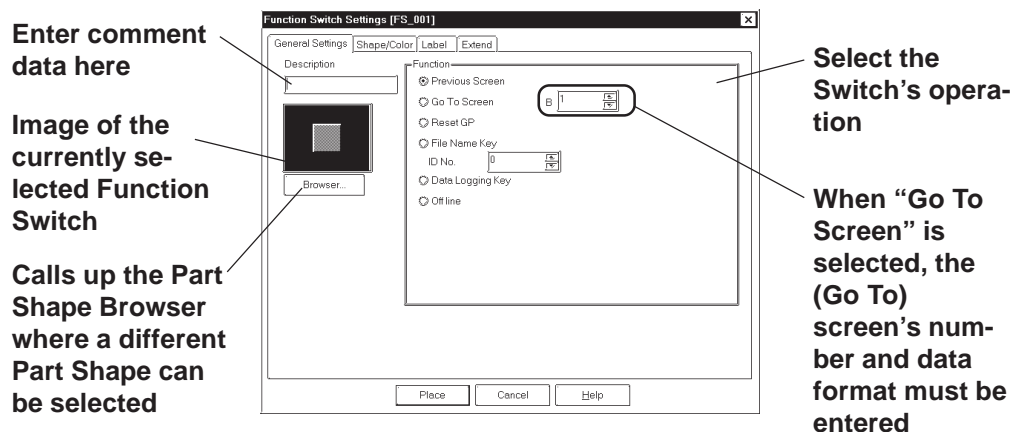 Enter comment
data here
Image of the
currently se-
lected Function
Switch
Calls up the Part
Shape Browser
where a different
Part Shape can
be selected
Function Switch Settings [FS_001]
General Settings Shape/Color Label Extend
Description
Browser...
Function
Previous Screen
Go To Screen B 1
Reset GP
File Name Key
ID No. 0
Data Logging Key
Off line
Place Cancel Help
Select the
Switch’s opera-
tion
When “Go To
Screen” is
selected, the
(Go To)
screen’s num-
ber and data
format must be
entered